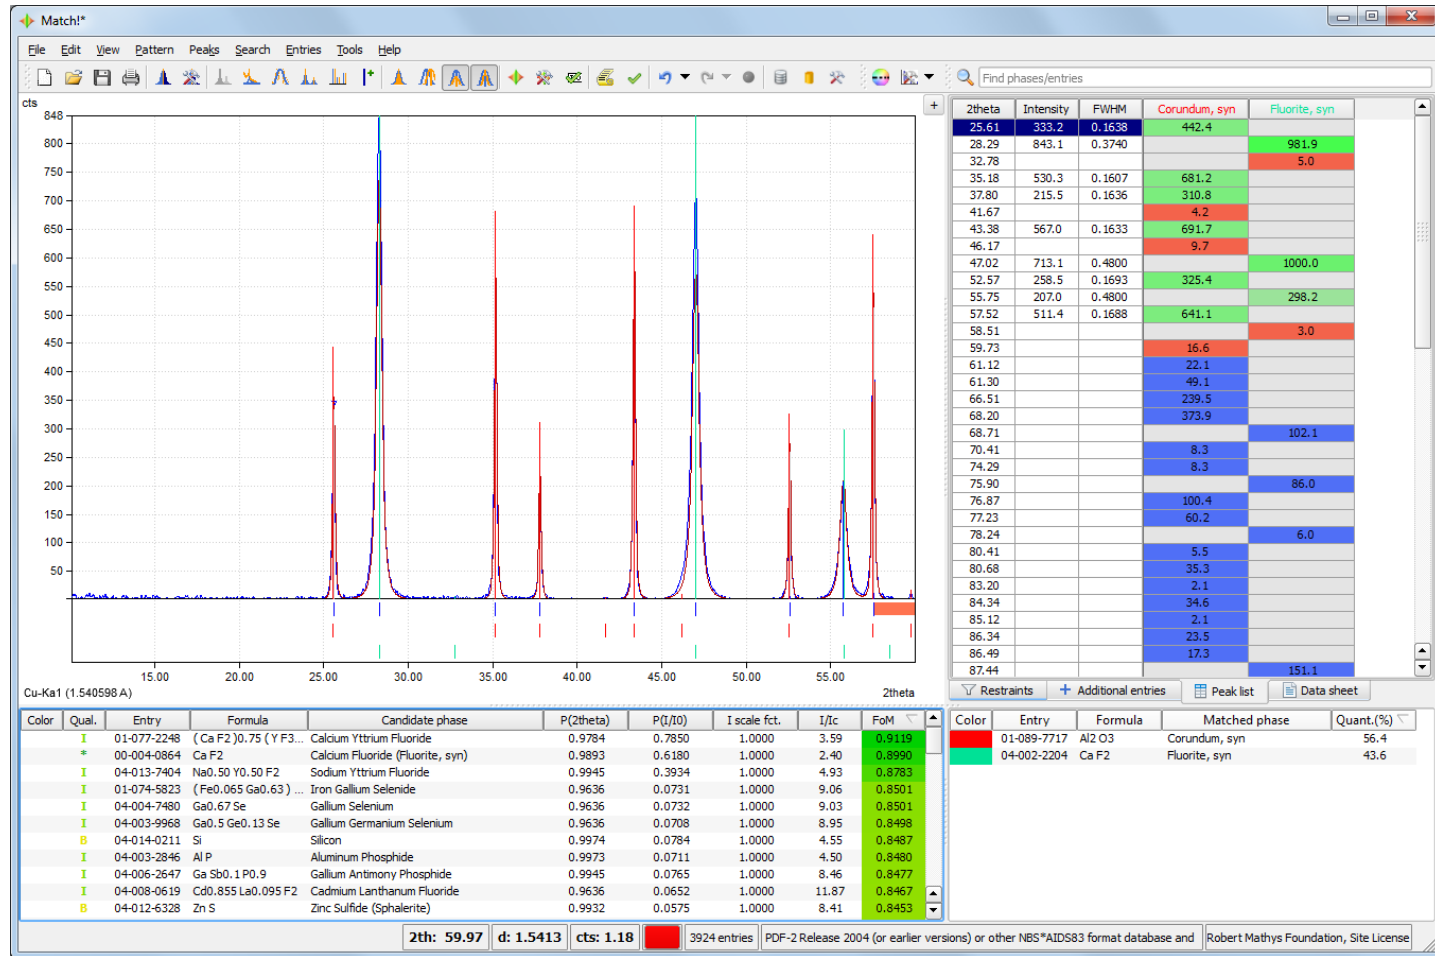 Match!*
File Edit View Pattern Peaks Search Entries Tools Help
Find phases/entries
cts
848
800
750
700
650
600
550
500
450
400
350
300
250
200
150
100
50
15.00 20.00 25.00 30.00 35.00 40.00 45.00 50.00 55.00
Cu-Ka1 (1.540598 A) 2theta
+
2theta Intensity FWHM Corundum, syn Fluorite, syn
25.61 333.2 0.1638 442.4
28.29 843.1 0.3740 981.9
32.78 5.0
35.18 530.3 0.1607 681.2
37.80 215.5 0.1636 310.8
41.67 4.2
43.38 567.0 0.1633 691.7
46.17 9.7
47.02 713.1 0.4800 1000.0
52.57 258.5 0.1693 325.4
55.75 207.0 0.4800 298.2
57.52 511.4 0.1688 641.1
58.51 3.0
59.73 16.6
61.12 22.1
61.30 49.1
66.51 239.5
68.20 373.9
68.71 102.1
70.41 8.3
74.29 8.3
75.90 86.0
76.87 100.4
77.23 60.2
78.24 6.0
80.41 5.5
80.68 35.3
83.20 2.1
84.34 34.6
85.12 2.1
86.34 23.5
86.49 17.3
87.44 151.1
Restraints Additional entries Peak list Data sheet
Color Qual. Entry Formula Candidate phase P(2theta) P(I/I0) I scale fct. I/Ic FoM
I 01-077-2248 ( Ca F2 )0.75 ( Y F3... Calcium Yttrium Fluoride 0.9784 0.7850 1.0000 3.59 0.9119
* 00-004-0864 Ca F2 Calcium Fluoride (Fluorite, syn) 0.9893 0.6180 1.0000 2.40 0.8990
I 04-013-7404 Na0.50 Y0.50 F2 Sodium Yttrium Fluoride 0.9945 0.3934 1.0000 4.93 0.8783
I 01-074-5823 ( Fe0.065 Ga0.63 ) ... Iron Gallium Selenide 0.9636 0.0731 1.0000 9.06 0.8501
I 04-004-7480 Ga0.67 Se Gallium Selenium 0.9636 0.0732 1.0000 9.03 0.8501
I 04-003-9968 Ga0.5 Ge0.13 Se Gallium Germanium Selenium 0.9636 0.0708 1.0000 8.95 0.8498
B 04-014-0211 Si Silicon 0.9974 0.0784 1.0000 4.55 0.8487
I 04-003-2846 Al P Aluminum Phosphide 0.9973 0.0711 1.0000 4.50 0.8480
I 04-006-2647 Ga Sb0.1 P0.9 Gallium Antimony Phosphide 0.9945 0.0765 1.0000 8.46 0.8477
I 04-008-0619 Cd0.855 La0.095 F2 Cadmium Lanthanum Fluoride 0.9636 0.0652 1.0000 11.87 0.8467
B 04-012-6328 Zn S Zinc Sulfide (Sphalerite) 0.9932 0.0575 1.0000 8.41 0.8453
Color Entry Formula Matched phase Quant.(%)
01-089-7717 Al2 O3 Corundum, syn 56.4
04-002-2204 Ca F2 Fluorite, syn 43.6
2th: 59.97 d: 1.5413 cts: 1.18 3924 entries PDF-2 Release 2004 (or earlier versions) or other NBS*AIDS83 format database and Robert Mathys Foundation, Site License